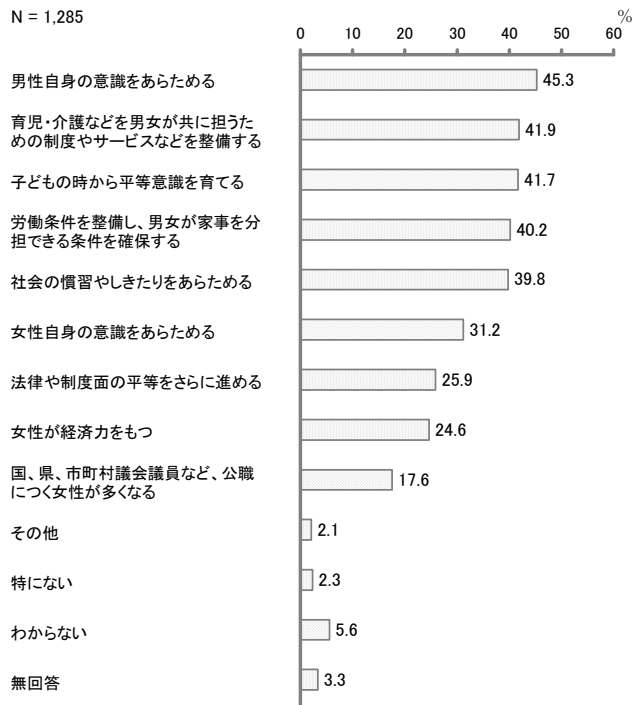 N = 1,285
%
0 10 20 30 40 50 60
男性自身の意識をあらためる 45.3
育児・介護などを男女が共に担うた
めの制度やサービスなどを整備する 41.9
子どもの時から平等意識を育てる 41.7
労働条件を整備し、男女が家事を分
担できる条件を確保する 40.2
社会の慣習やしきたりをあらためる 39.8
女性自身の意識をあらためる 31.2
法律や制度面の平等をさらに進める 25.9
女性が経済力をもつ 24.6
国、県、市町村議会議員など、公職
につく女性が多くなる 17.6
その他 2.1
特にない 2.3
わからない 5.6
無回答 3.3